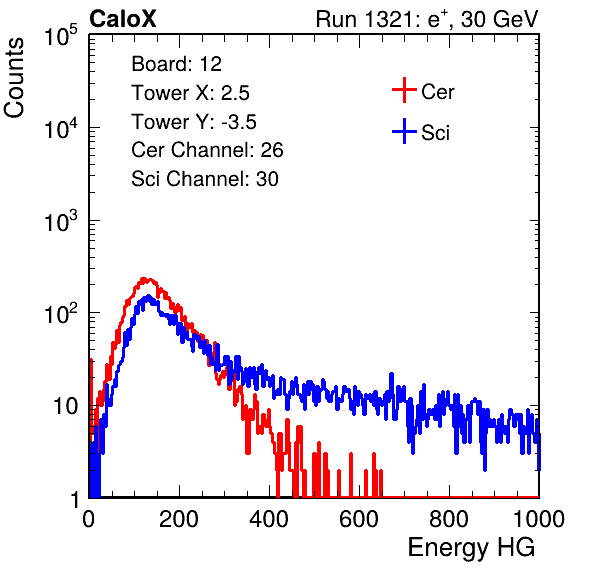 CaloX Run 1321: e⁺, 30 GeV
Counts
10⁵
10⁴
10³
10²
10
1
Board: 12
Tower X: 2.5
Tower Y: -3.5
Cer Channel: 26
Sci Channel: 30
Cer
Sci
0 200 400 600 800 1000
Energy HG